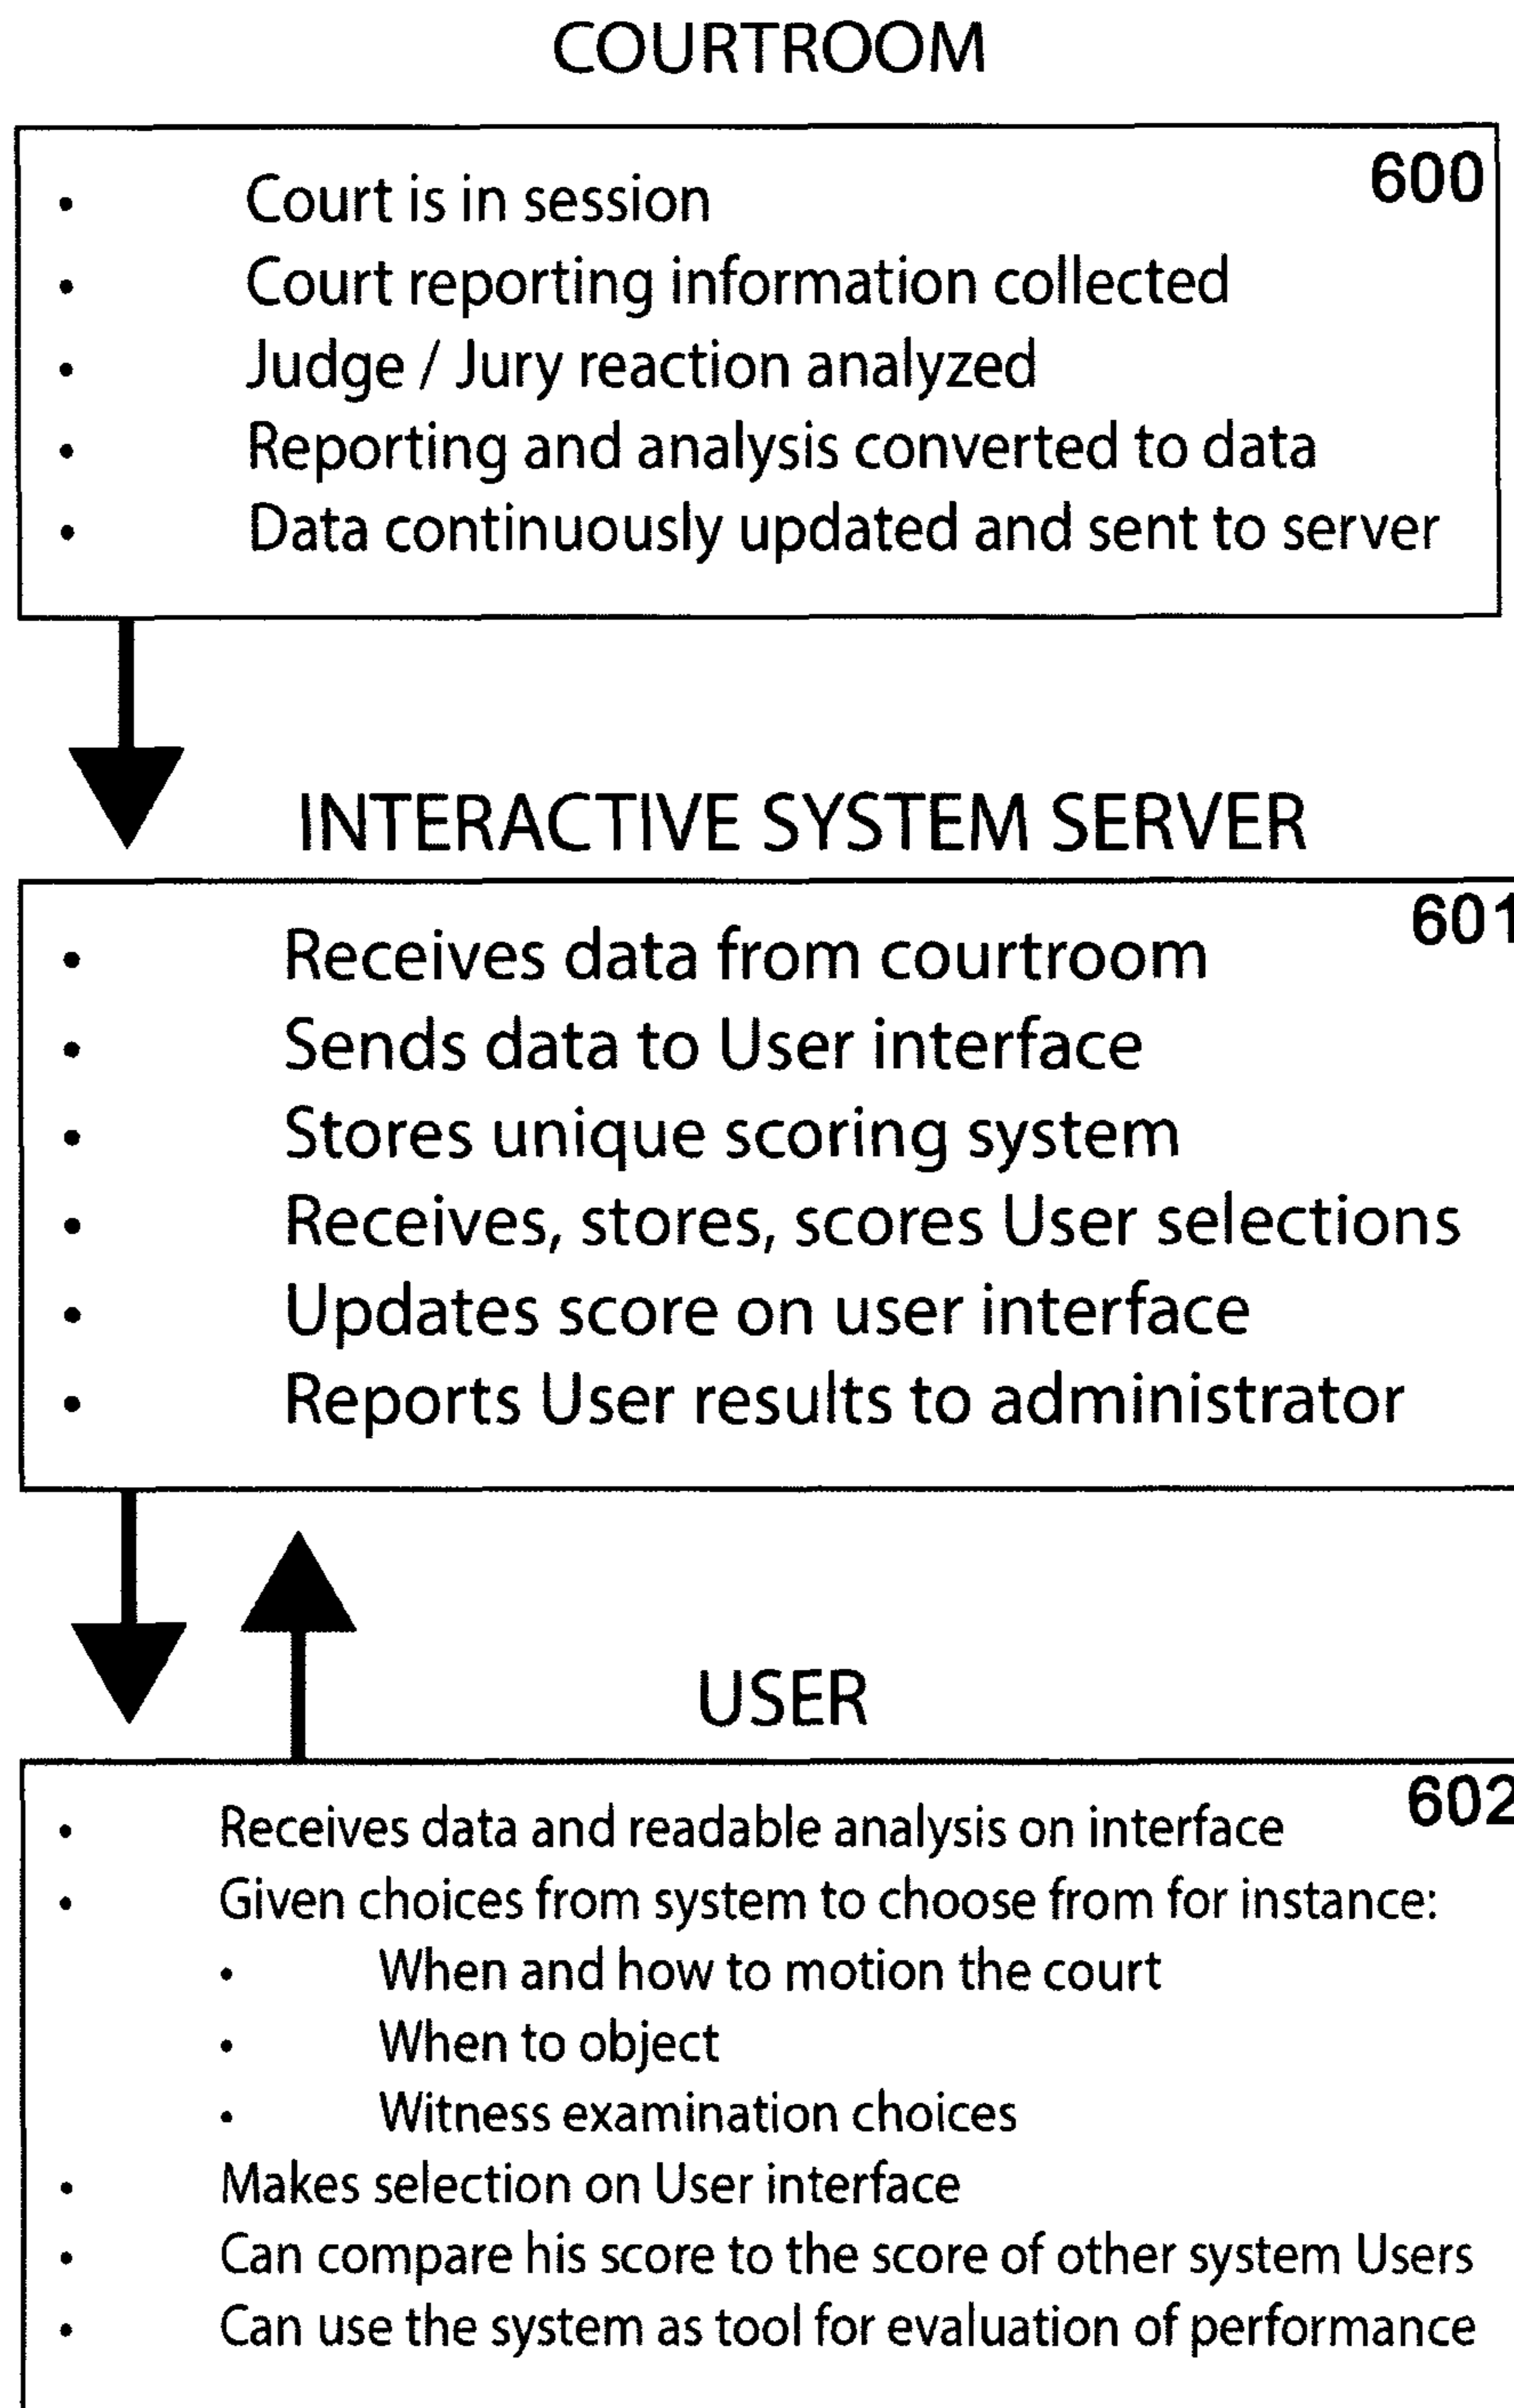 COURTROOM
600
• Court is in session
• Court reporting information collected
• Judge / Jury reaction analyzed
• Reporting and analysis converted to data
• Data continuously updated and sent to server
INTERACTIVE SYSTEM SERVER
601
• Receives data from courtroom
• Sends data to User interface
• Stores unique scoring system
• Receives, stores, scores User selections
• Updates score on user interface
• Reports User results to administrator
USER
602
• Receives data and readable analysis on interface
• Given choices from system to choose from for instance:
• When and how to motion the court
• When to object
• Witness examination choices
• Makes selection on User interface
• Can compare his score to the score of other system Users
• Can use the system as tool for evaluation of performance